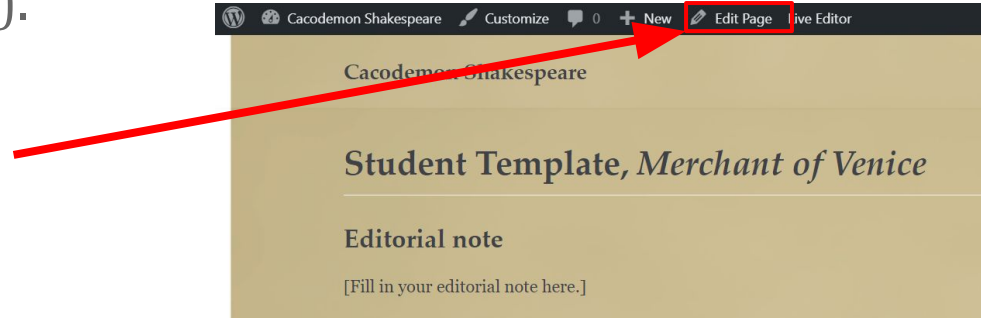 ).
Cacodemon Shakespeare Customize 0 New Edit Page Live Editor
Cacodemon Shakespeare
Student Template, Merchant of Venice
Editorial note
[Fill in your editorial note here.]